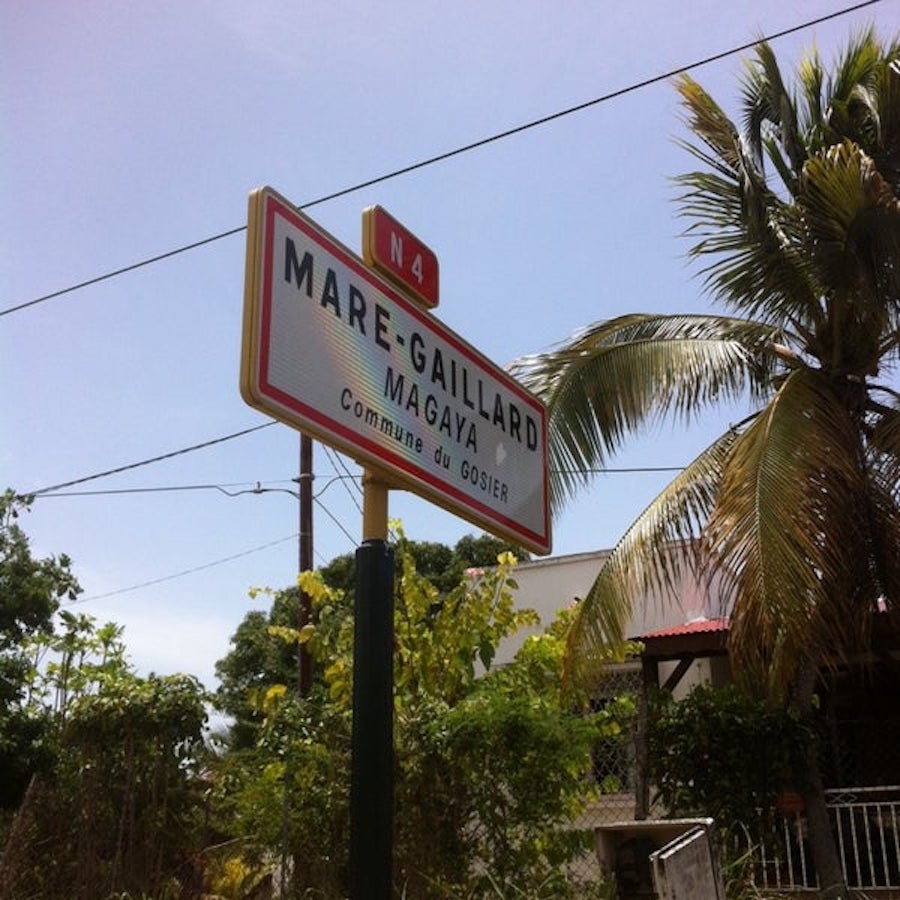 N 4
MARE-GAILLARD
MAGAYA
Commune du GOSIER